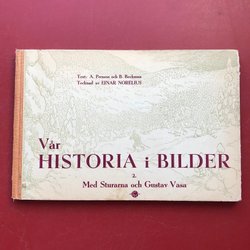 Text: A. Persson och B. Beckman
Tecknad av EINAR NORELIUS
Vår
HISTORIA i BILDER
2.
Med Sturarna och Gustav Vasa